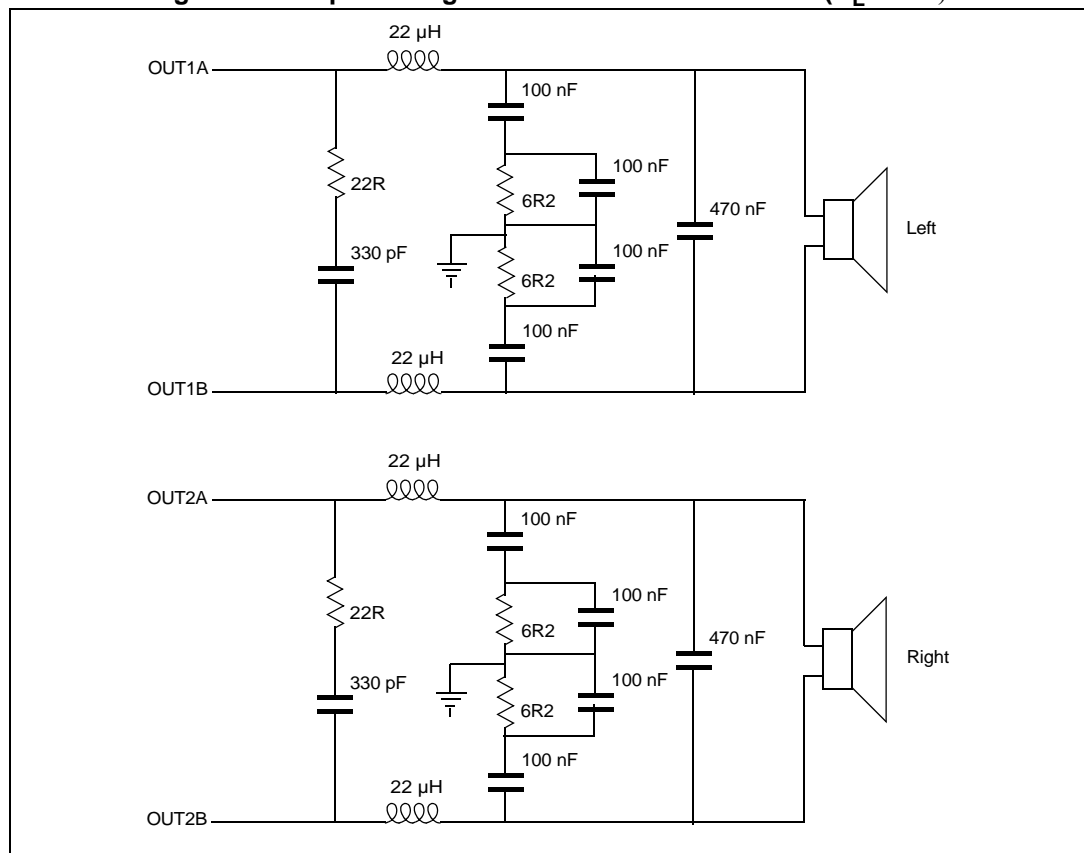 22 µH
OUT1A
100 nF
100 nF
22R
6R2
470 nF
Left
330 pF
100 nF
6R2
100 nF
22 µH
OUT1B
22 µH
OUT2A
100 nF
100 nF
22R
6R2
470 nF
Right
330 pF
100 nF
6R2
100 nF
22 µH
OUT2B